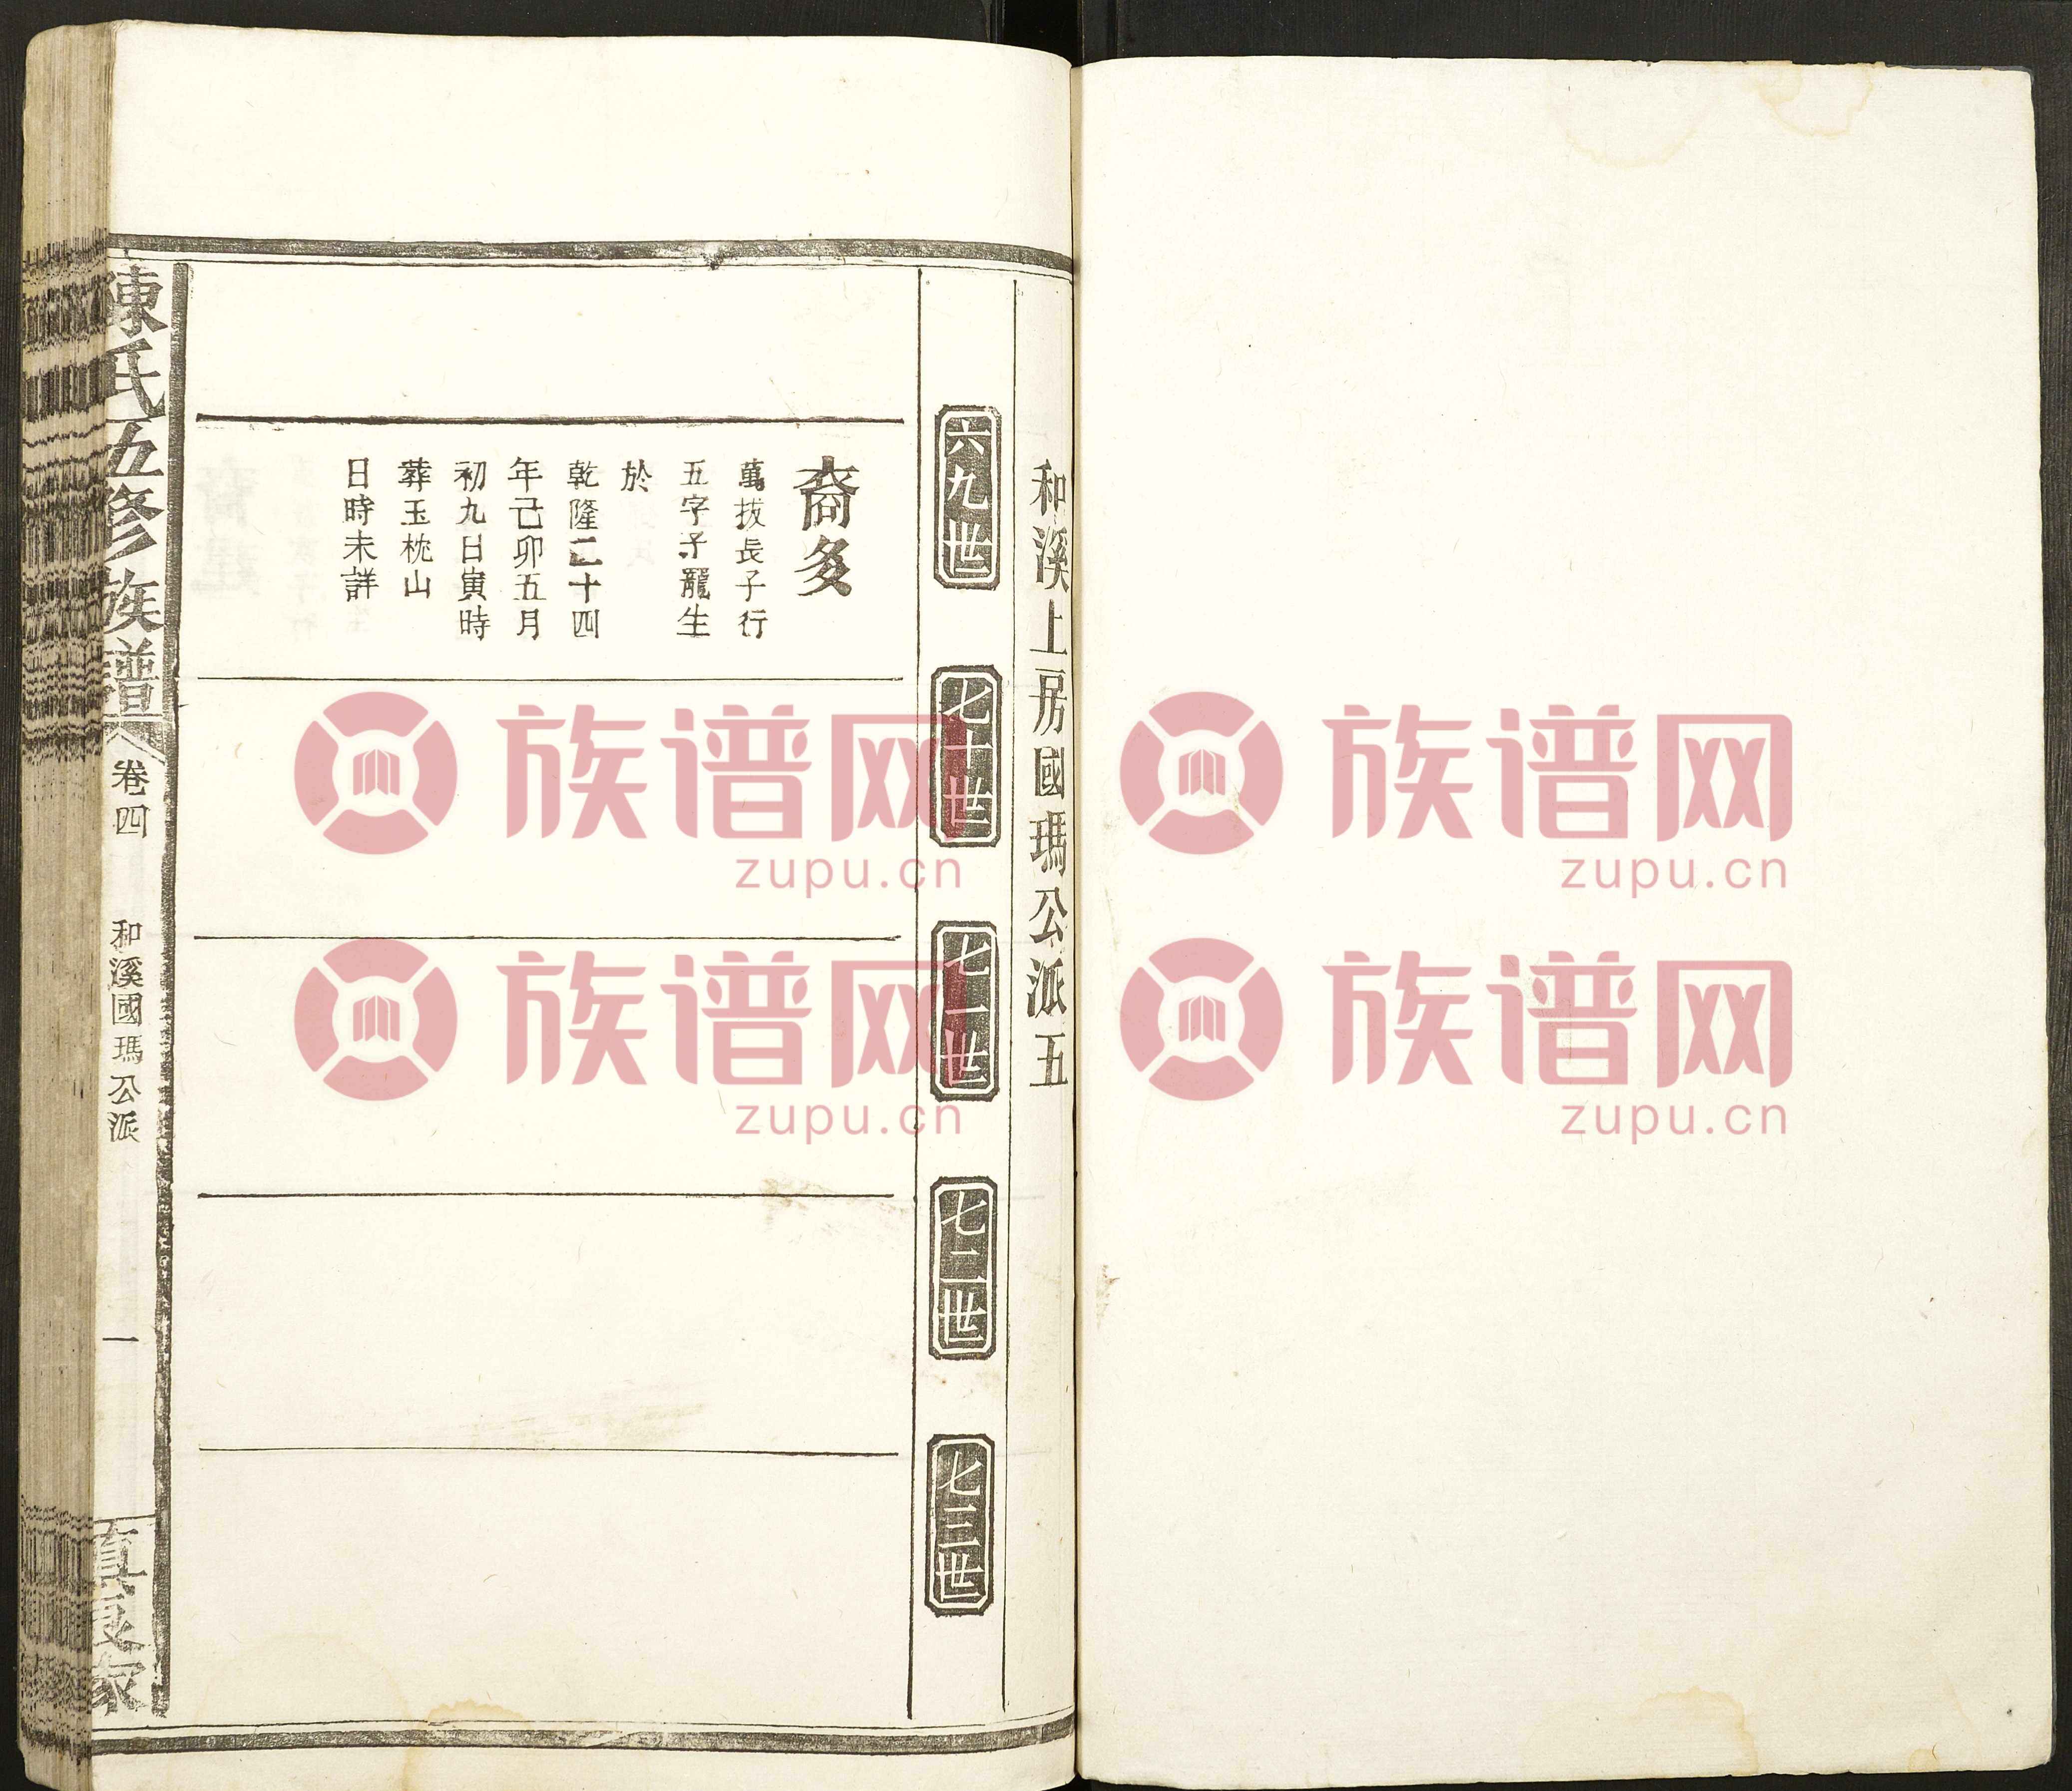 和溪上房國瑪公派五
六九世
七十世
七一世
七二世
七三世
裔多
萬拔長子行
五字子龍生
於
乾隆二十四
年己卯五月
初九日寅時
葬玉枕山
日時未詳
陳氏五修族譜
卷四
和溪國瑪公派
一
真良家
族谱网
zupu.cn
族谱网
zupu.cn
族谱网
zupu.cn
族谱网
zupu.cn